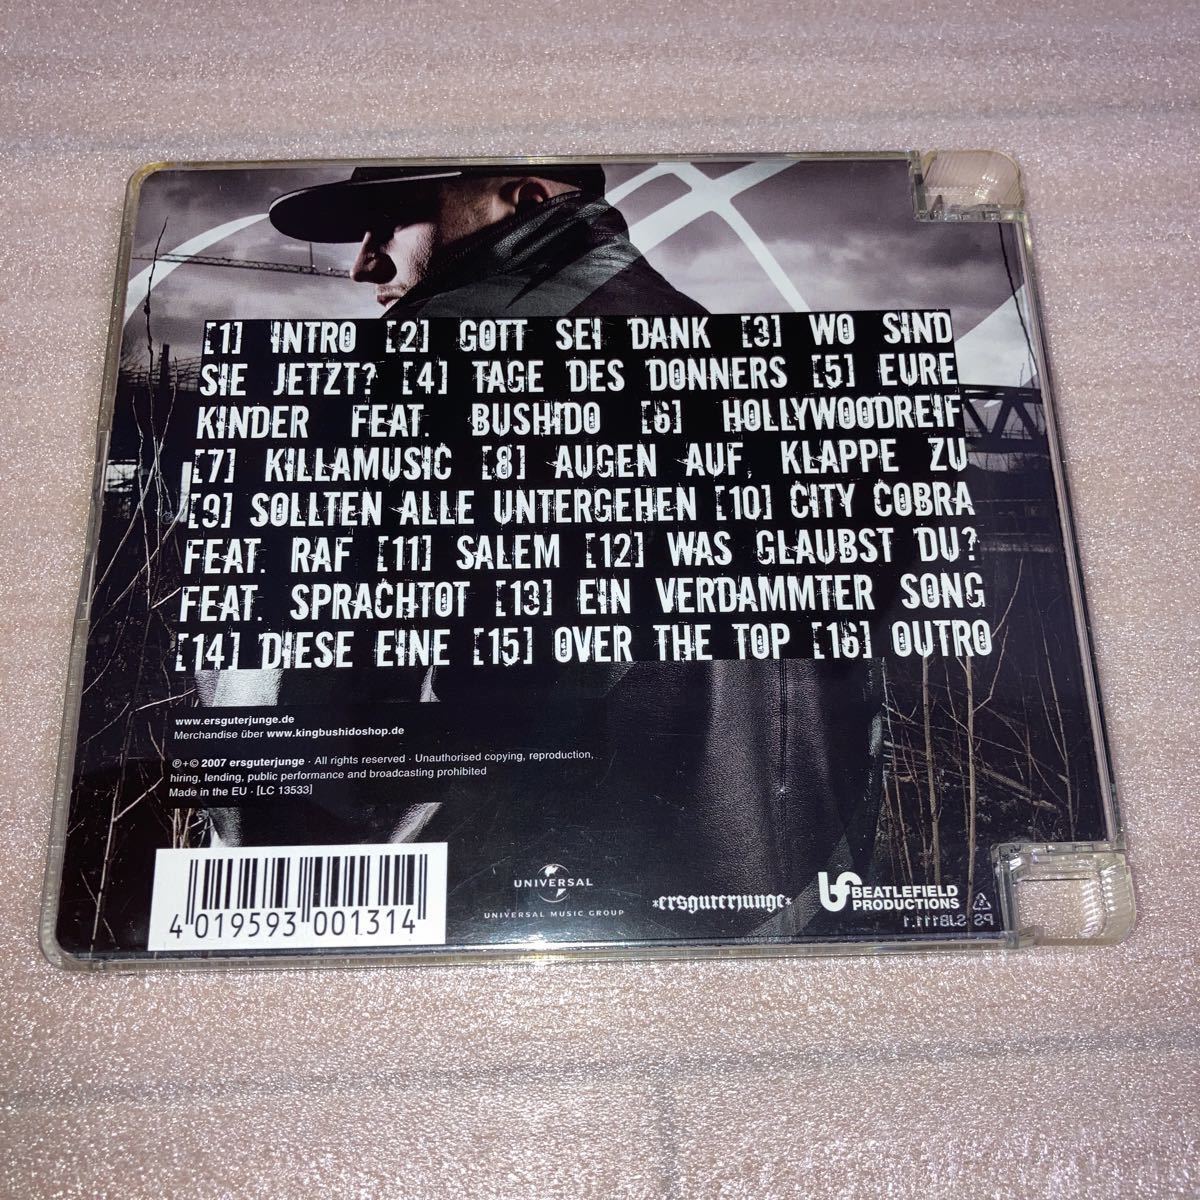 [1] INTRO [2] GOTT SEI DANK [3] WO SIND
SIE JETZT? [4] TAGE DES DONNERS [5] EURE
KINDER FEAT. BUSHIDO [6] HOLLYWOODREIF
[7] KILLAMUSIC [8] AUGEN AUF, KLAPPE ZU
[9] SOLLTEN ALLE UNTERGEHEN [10] CITY COBRA
FEAT. RAF [11] SALEM [12] WAS GLAUBST DU?
FEAT. SPRACHTOT [13] EIN VERDAMMTER SONG
[14] DIESE EINE [15] OVER THE TOP [16] OUTRO
www.ersguterjunge.de
Merchandise über www.kingbushidoshop.de
℗+© 2007 ersguterjunge · All rights reserved · Unauthorised copying, reproduction,
hiring, lending, public performance and broadcasting prohibited
Made in the EU · [LC 13533]
4 019593 001314
UNIVERSAL
UNIVERSAL MUSIC GROUP
*ersguterjunge*
bf BEATLEFIELD
PRODUCTIONS
PS SJB111.1